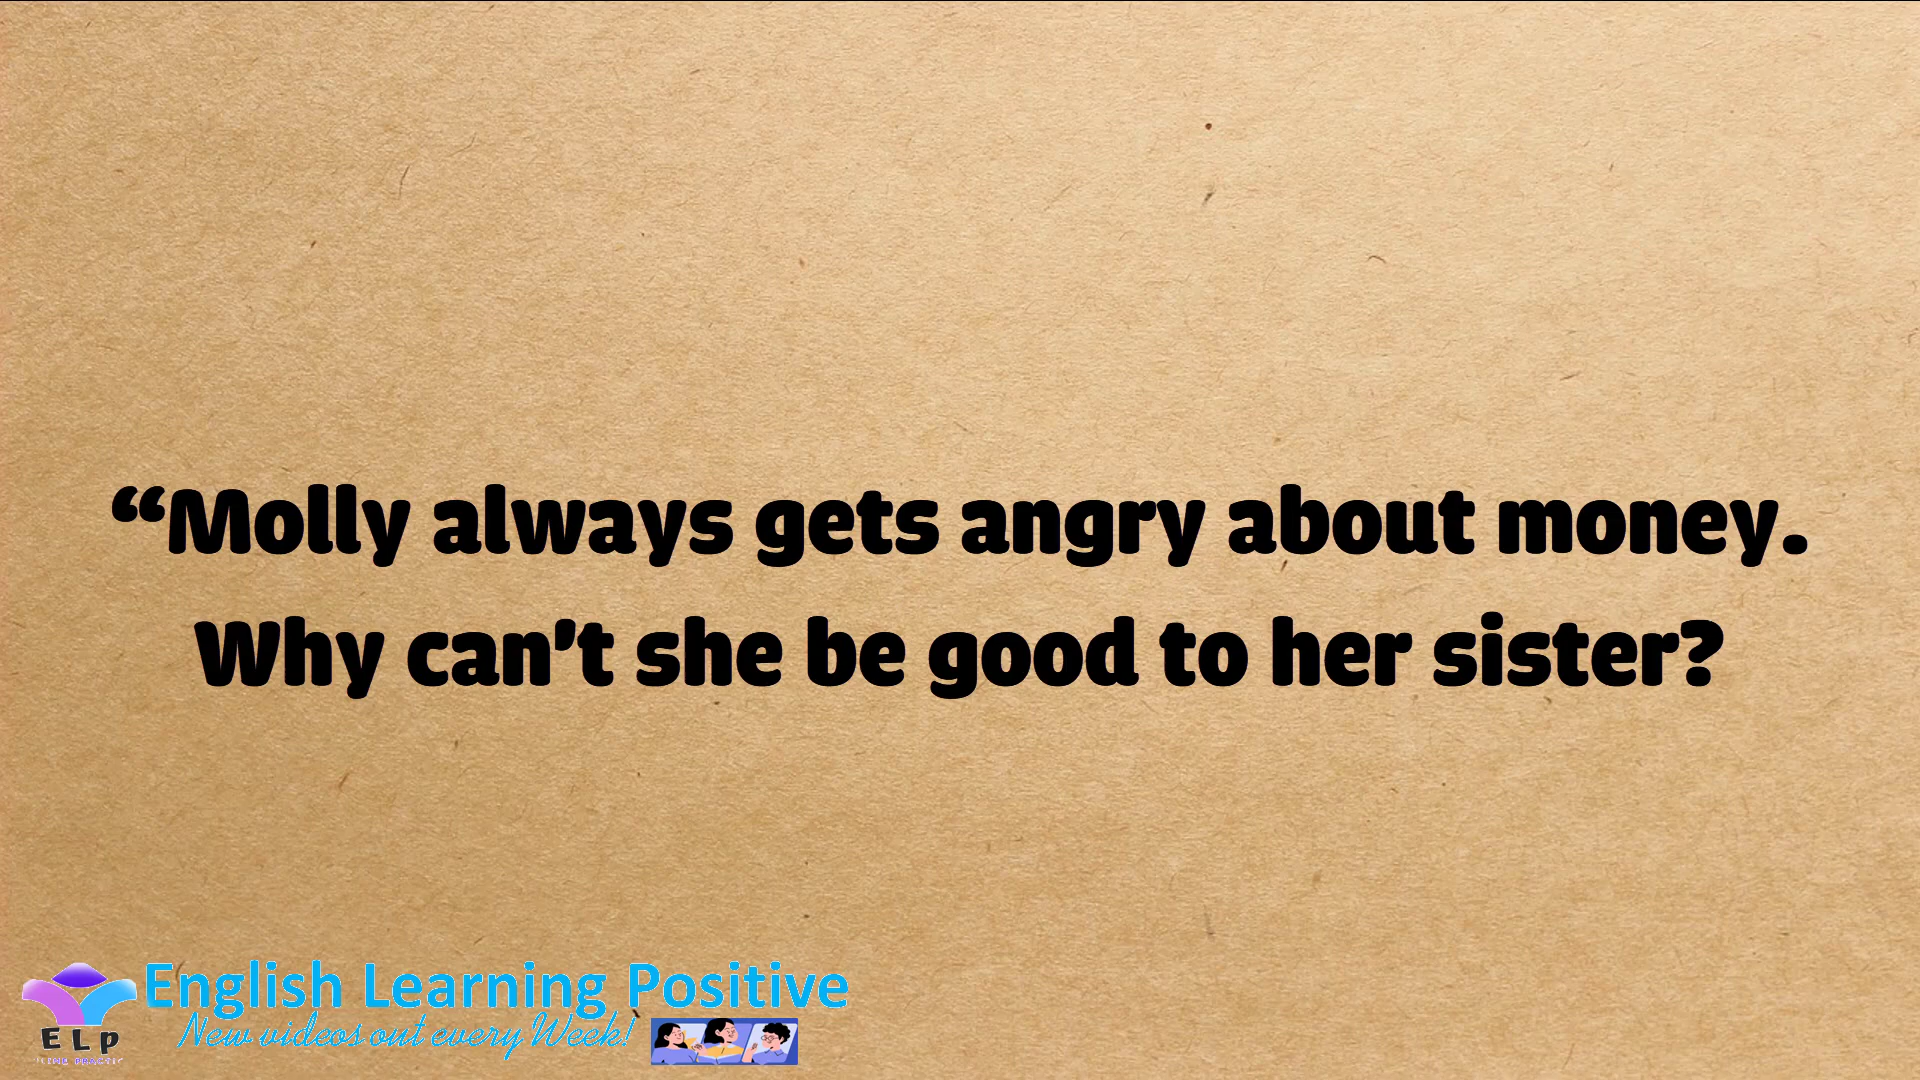 “Molly always gets angry about money.
Why can't she be good to her sister?
English Learning Positive
New videos out every Week!
ELP